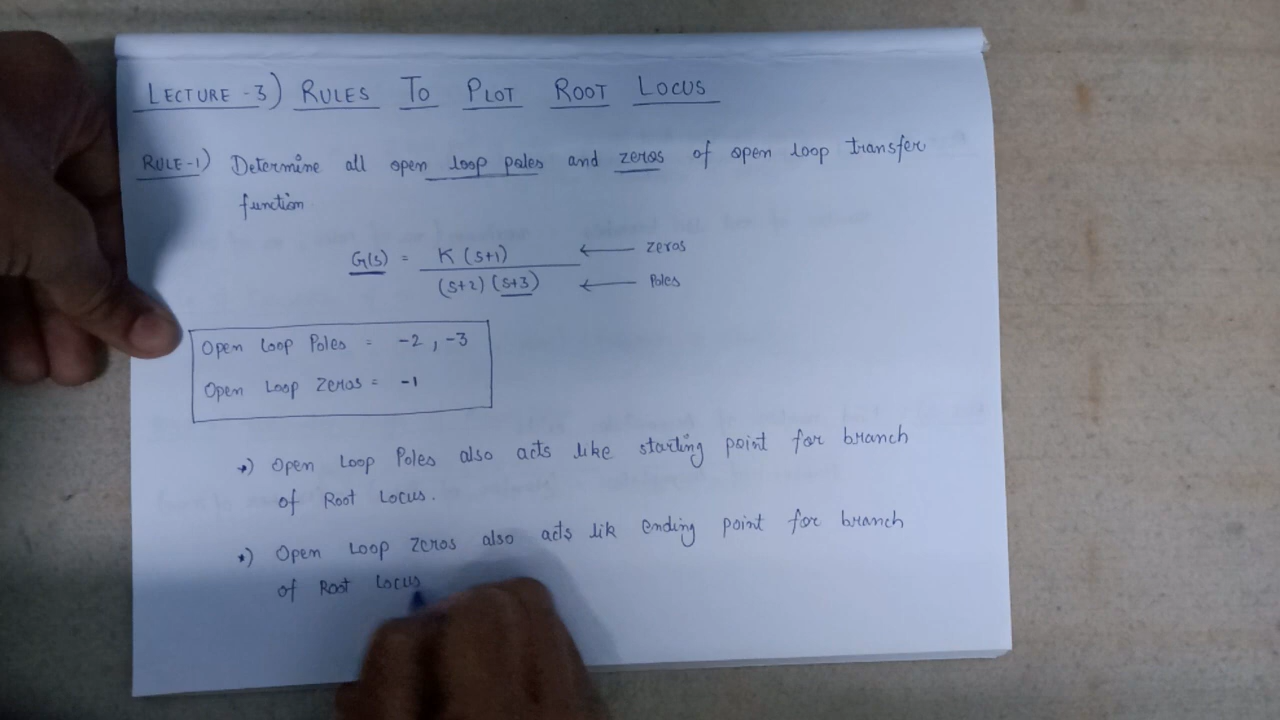 LECTURE - 3) RULES TO PLOT ROOT LOCUS
RULE-1) Determine all open loop poles and zeros of open loop transfer
function
G(s) = K (s+1) ← zeros
(s+2) (s+3) ← Poles
Open Loop Poles = -2, -3
Open Loop Zeros = -1
•) Open Loop Poles also acts like starting point for branch
of Root Locus.
•) Open Loop Zeros also acts lik ending point for branch
of Root Locus